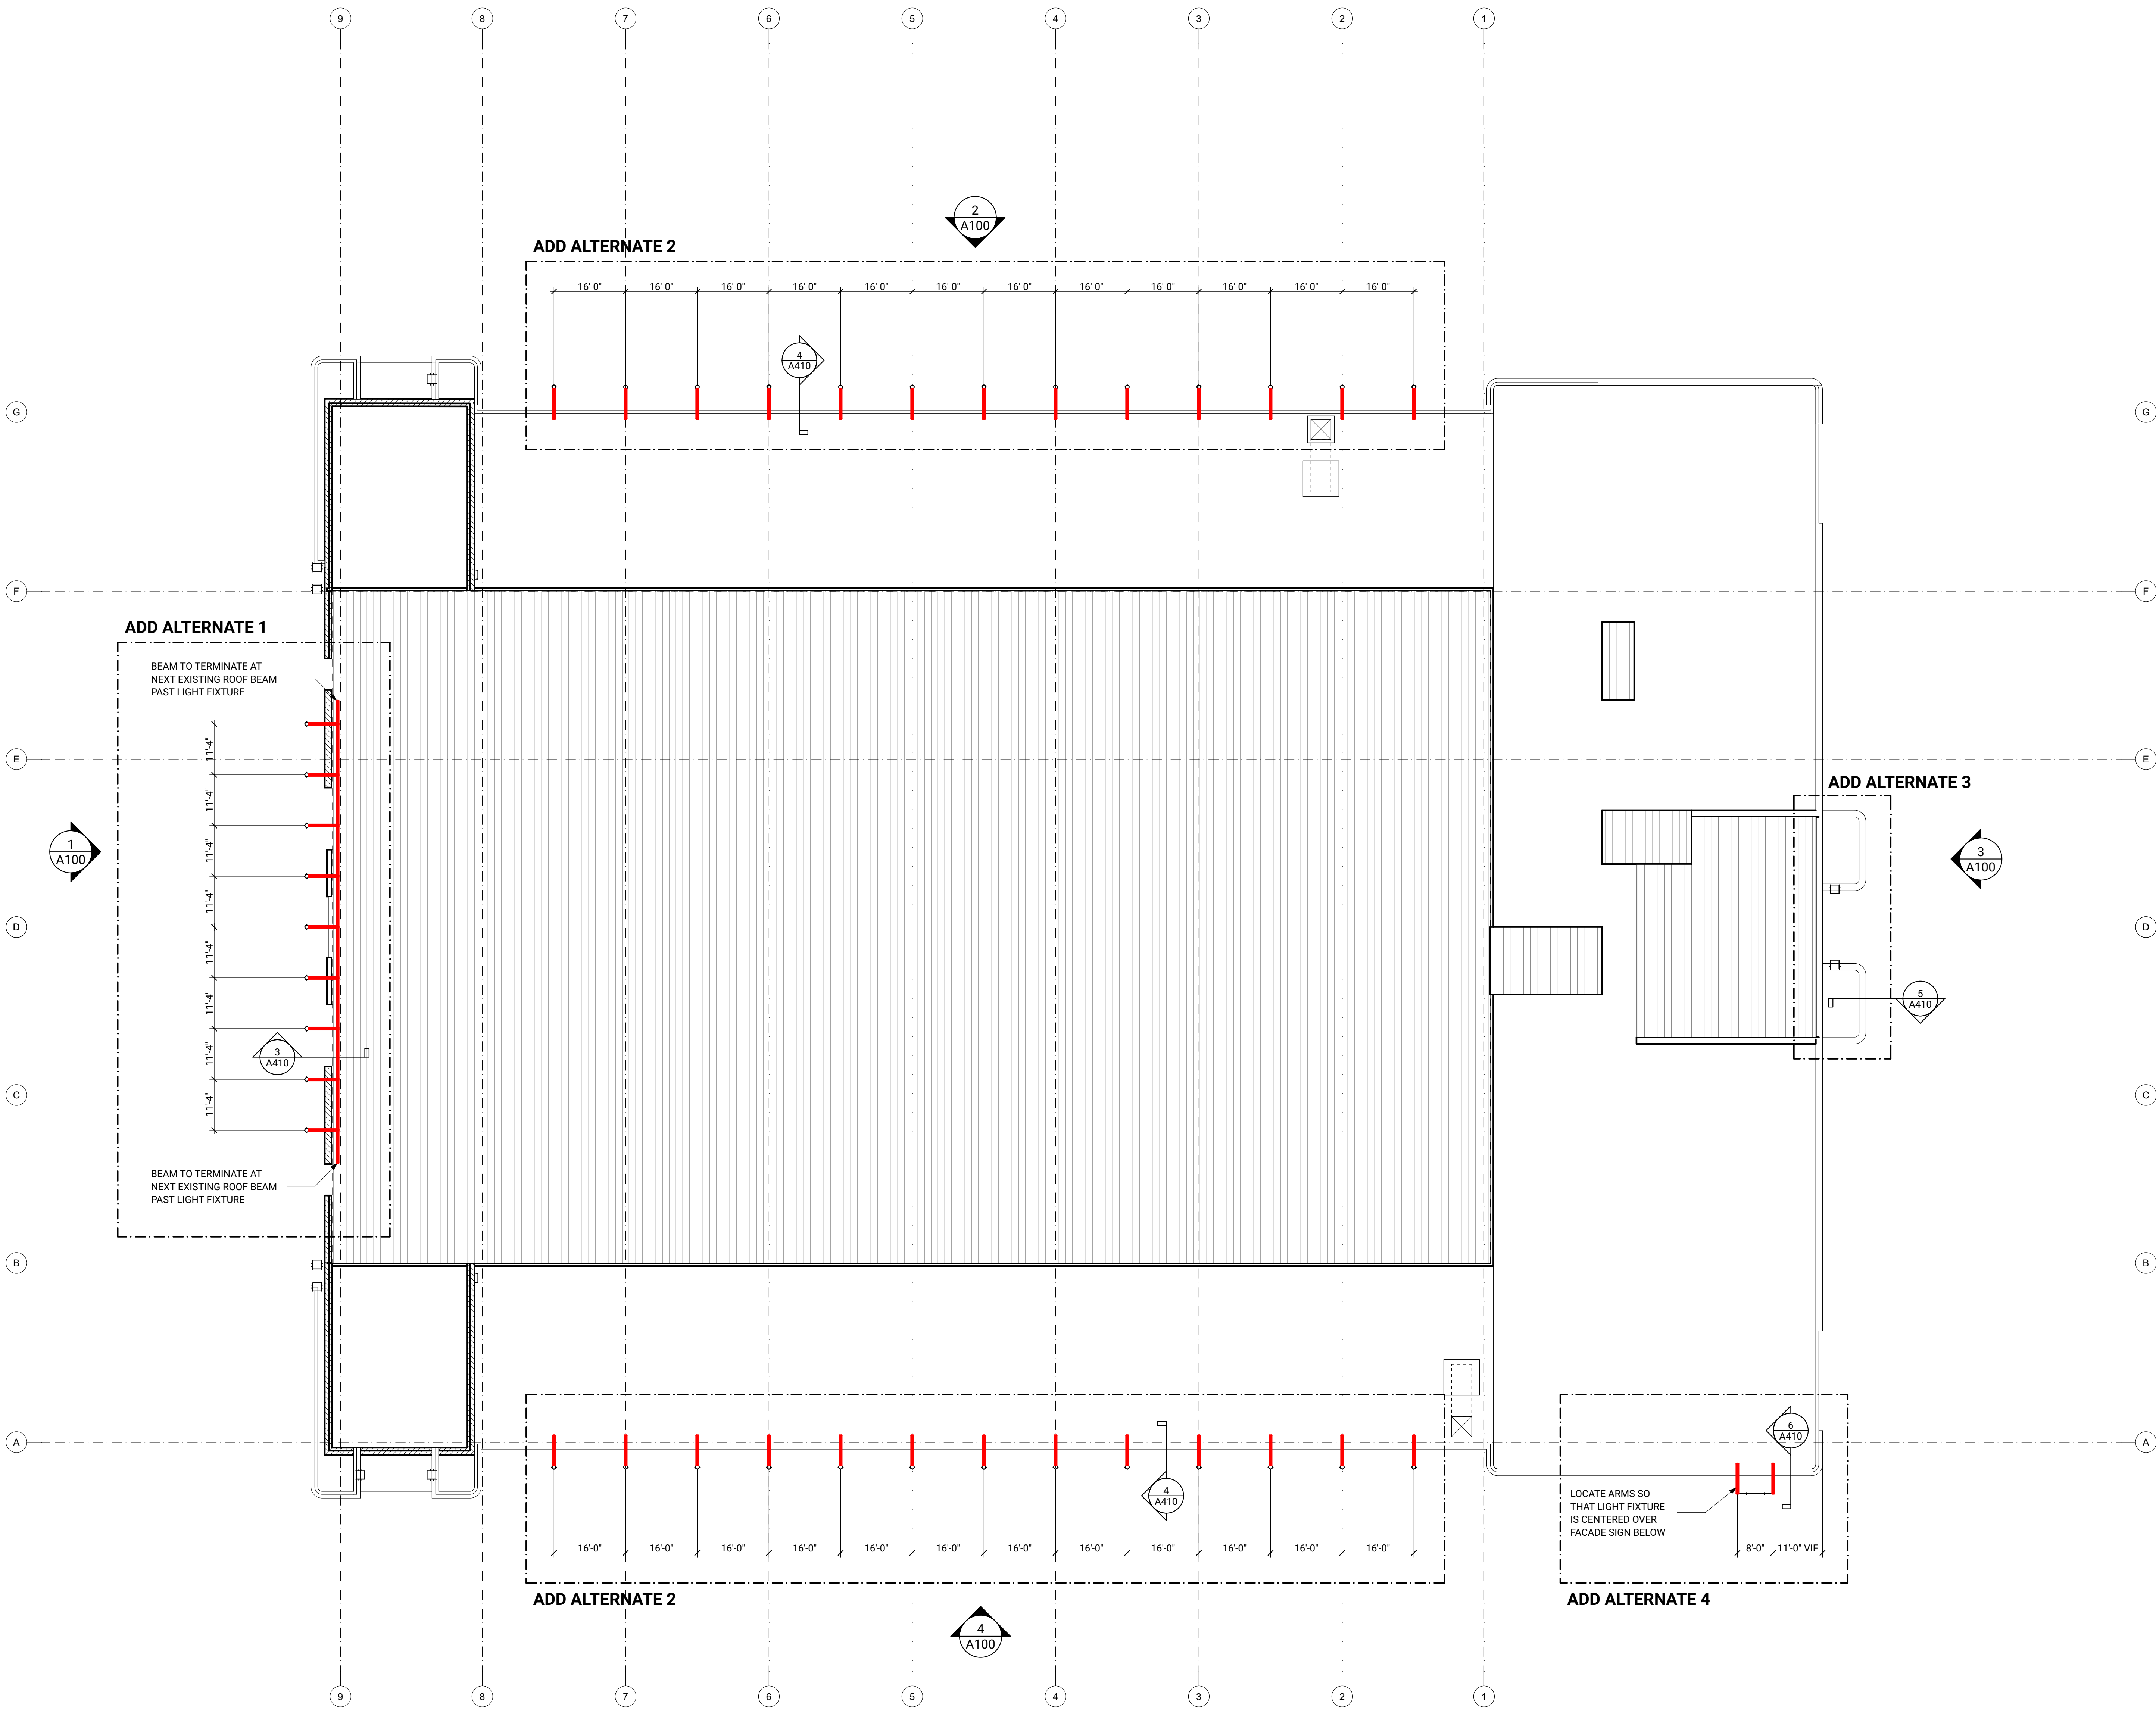 9 8 7 6 5 4 3 2 1
2
A100
ADD ALTERNATE 2
16'-0" 16'-0" 16'-0" 16'-0" 16'-0" 16'-0" 16'-0" 16'-0" 16'-0" 16'-0" 16'-0" 16'-0"
4
A410
G G
F F
ADD ALTERNATE 1
BEAM TO TERMINATE AT
NEXT EXISTING ROOF BEAM
PAST LIGHT FIXTURE
11'-4"
11'-4"
11'-4"
11'-4"
11'-4"
11'-4"
11'-4"
11'-4"
E E
ADD ALTERNATE 3
1
A100
3
A100
D D
5
A410
3
A410
C C
BEAM TO TERMINATE AT
NEXT EXISTING ROOF BEAM
PAST LIGHT FIXTURE
B B
A A
6
A410
4
A410
LOCATE ARMS SO
THAT LIGHT FIXTURE
IS CENTERED OVER
FACADE SIGN BELOW
8'-0" 11'-0" VIF
16'-0" 16'-0" 16'-0" 16'-0" 16'-0" 16'-0" 16'-0" 16'-0" 16'-0" 16'-0" 16'-0" 16'-0"
ADD ALTERNATE 2
ADD ALTERNATE 4
4
A100
9 8 7 6 5 4 3 2 1